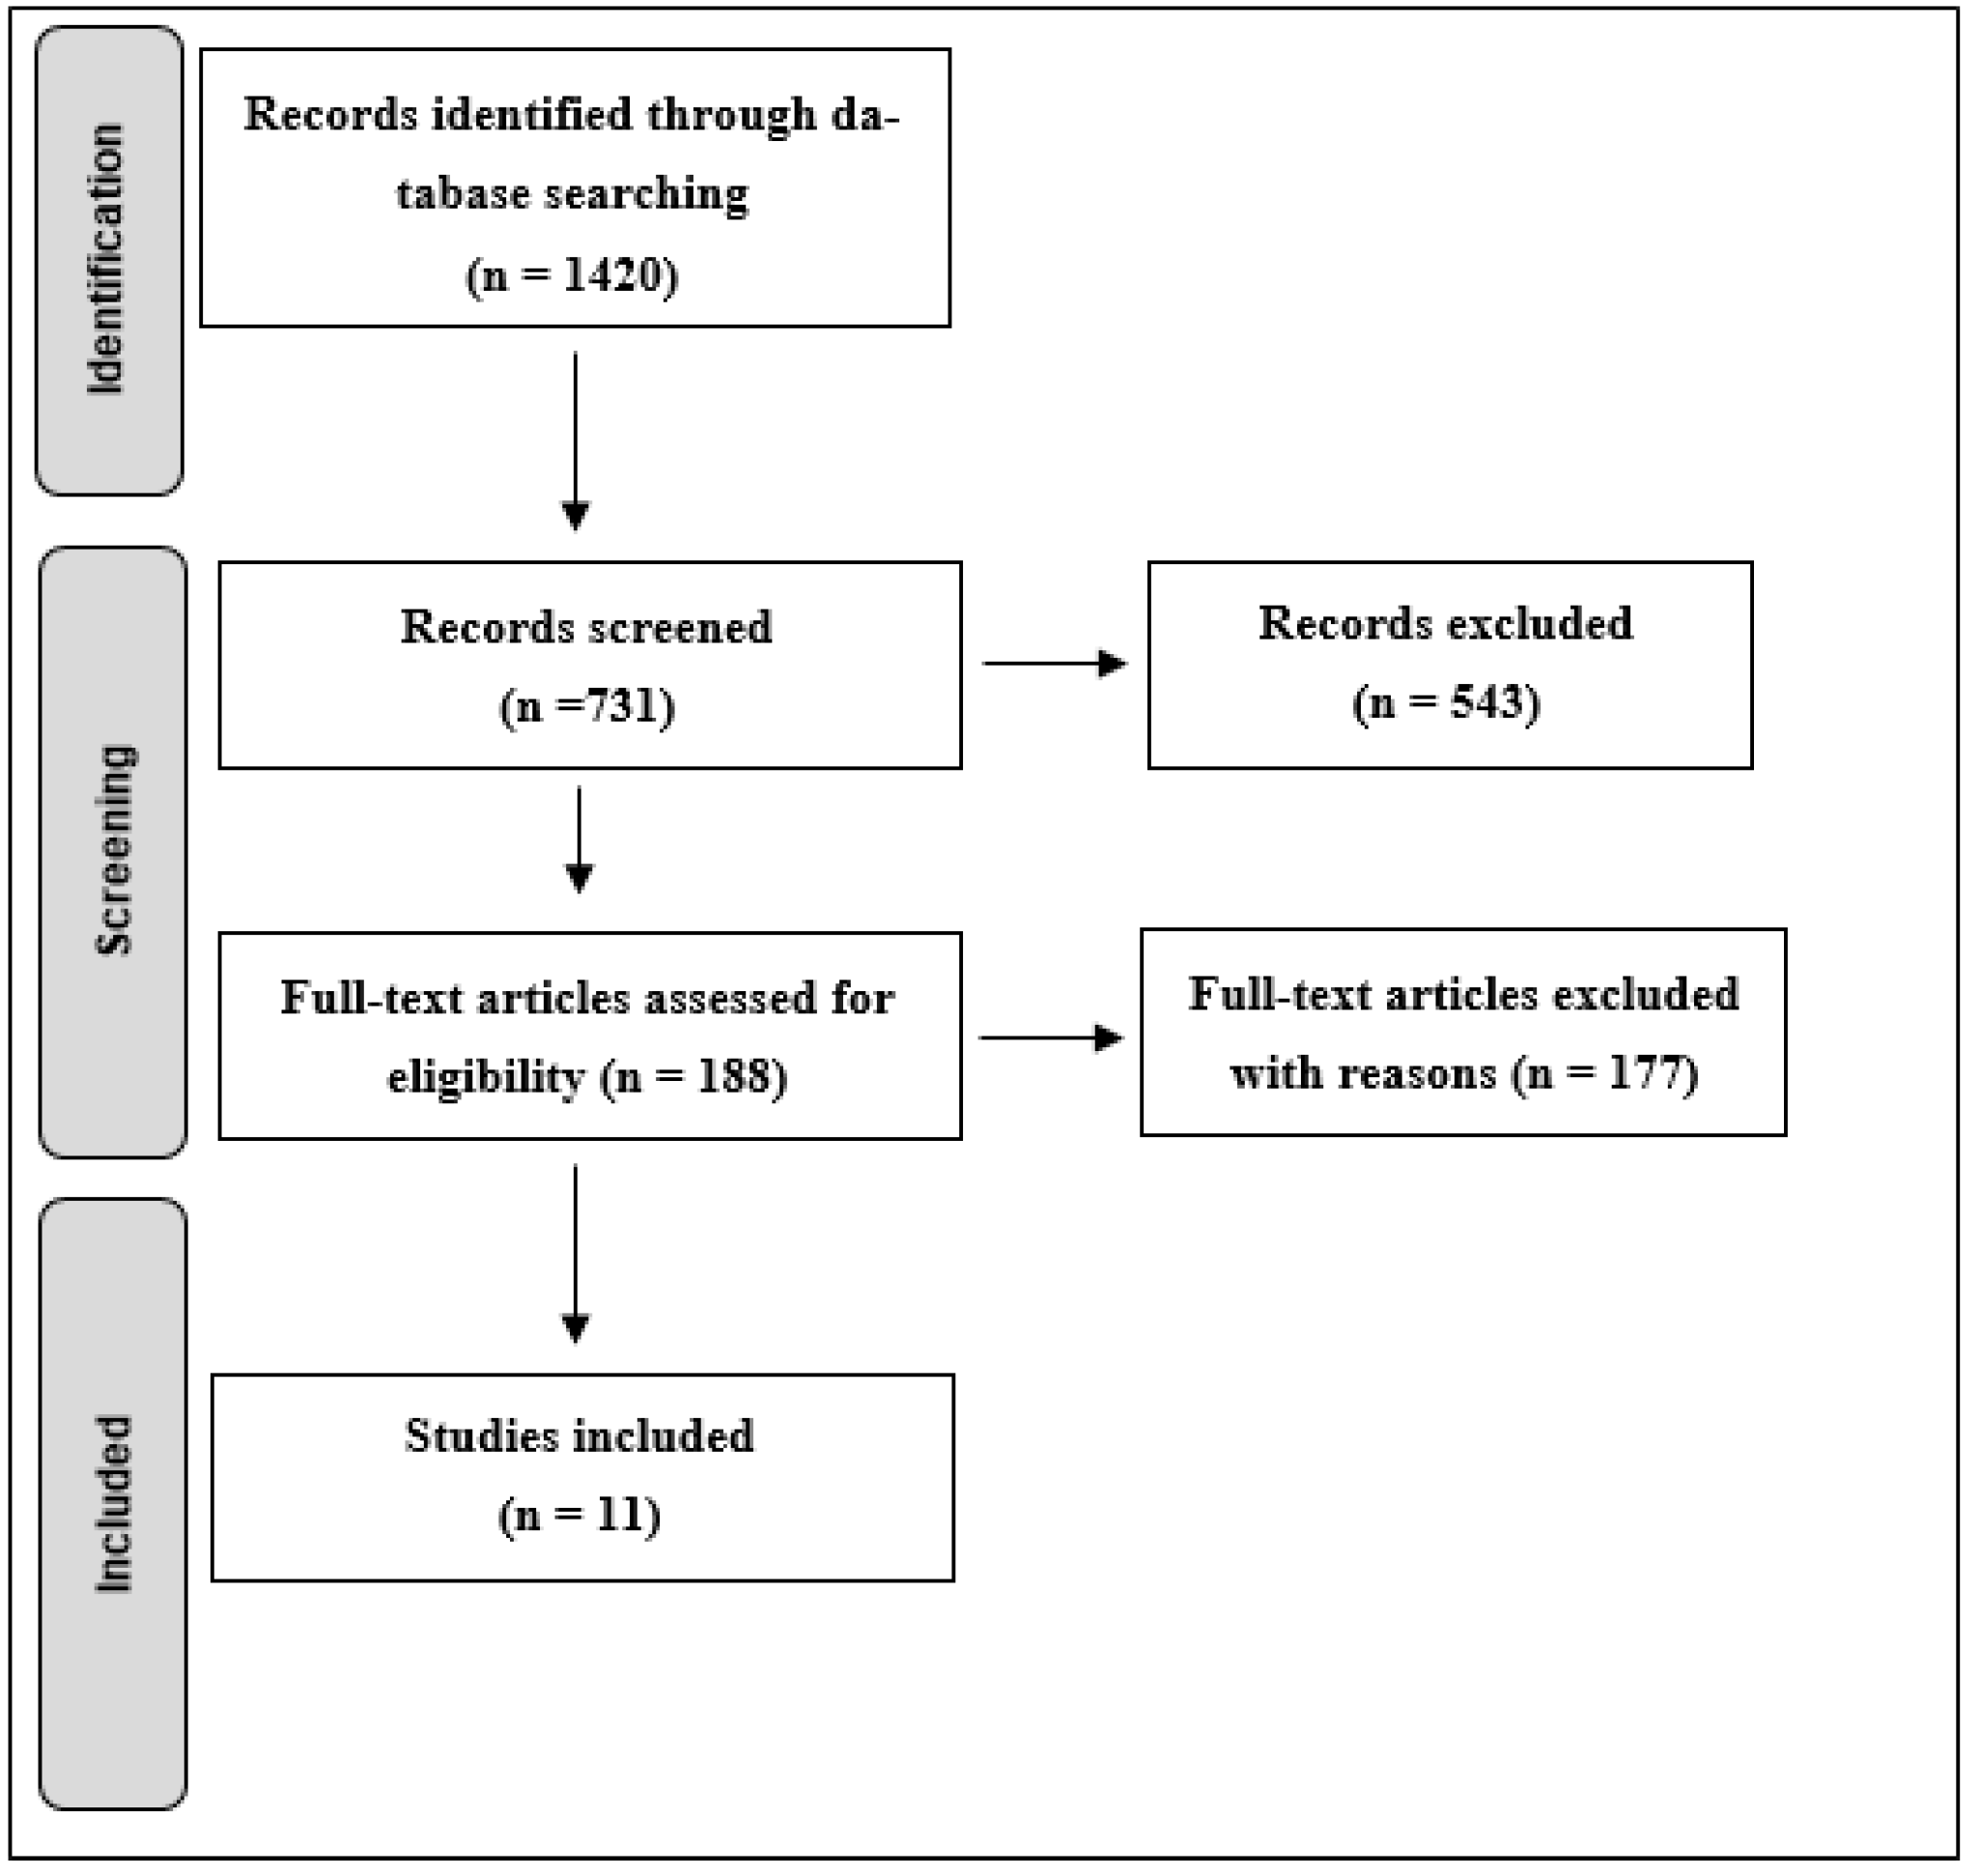 Identification
Records identified through da-
tabase searching
(n = 1420)
Screening
Records screened
(n =731)
Records excluded
(n = 543)
Full-text articles assessed for
eligibility (n = 188)
Full-text articles excluded
with reasons (n = 177)
Included
Studies included
(n = 11)